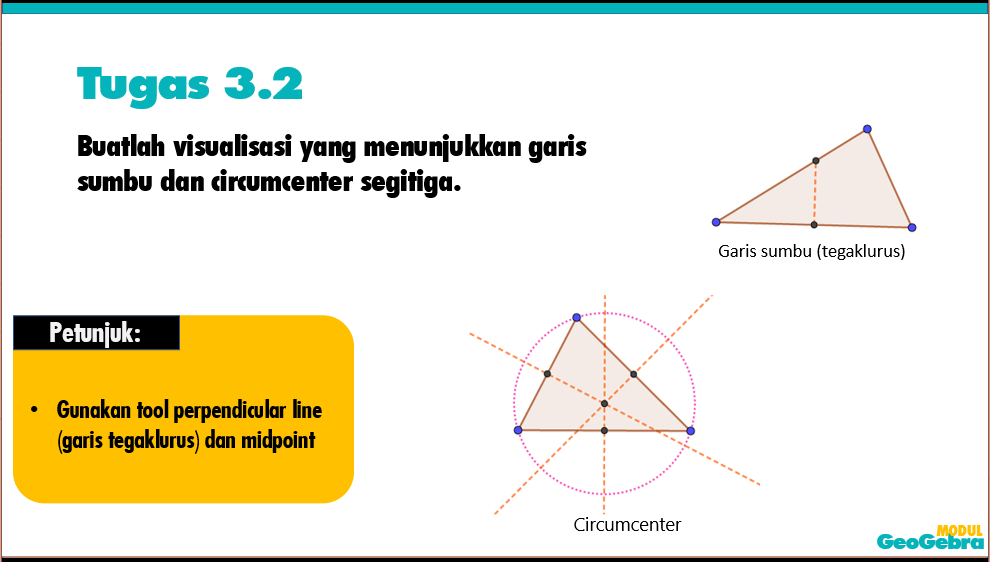 Tugas 3.2
Buatlah visualisasi yang menunjukkan garis
sumbu dan circumcenter segitiga.
Garis sumbu (tegaklurus)
Petunjuk:
• Gunakan tool perpendicular line
(garis tegaklurus) dan midpoint
Circumcenter
MODUL
GeoGebra